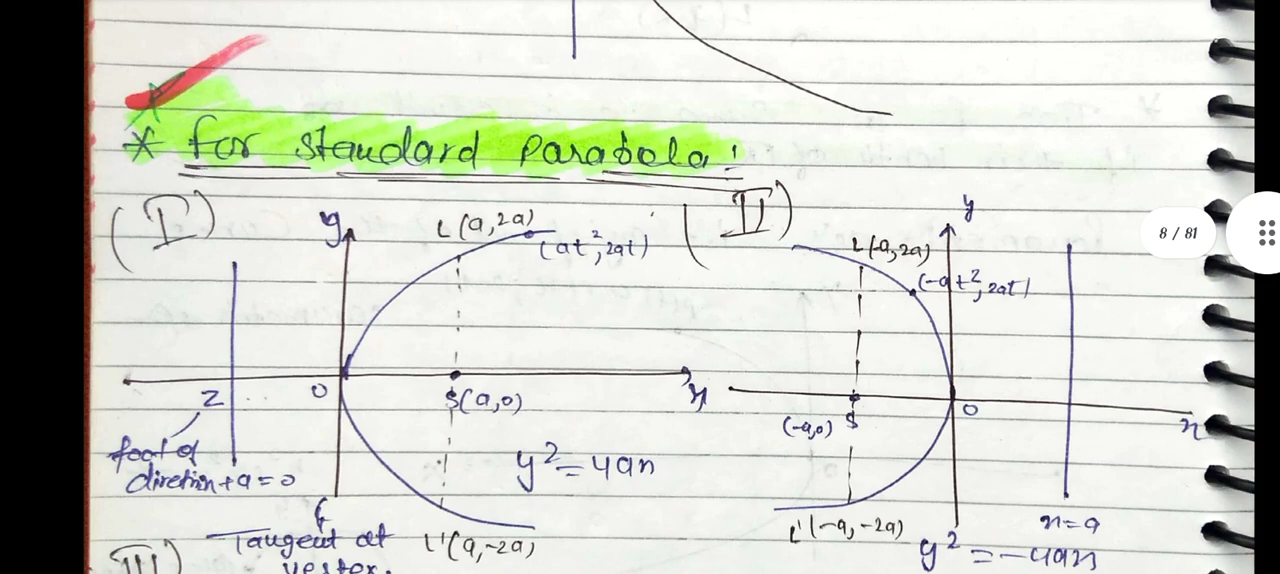 * for standard Parabola:
(I)
y
L(a, 2a)
(at², 2at)
O
S(a,0)
x
Z
foot of
direction+a=0
y² = 4ax
L'(a,-2a)
Tangent at
vertex.
(II)
y
L(-a,2a)
(-at², 2at)
(-a,0) S
O
x
L'(-a,-2a)
x=a
y² = -4ax
III)
8 / 81